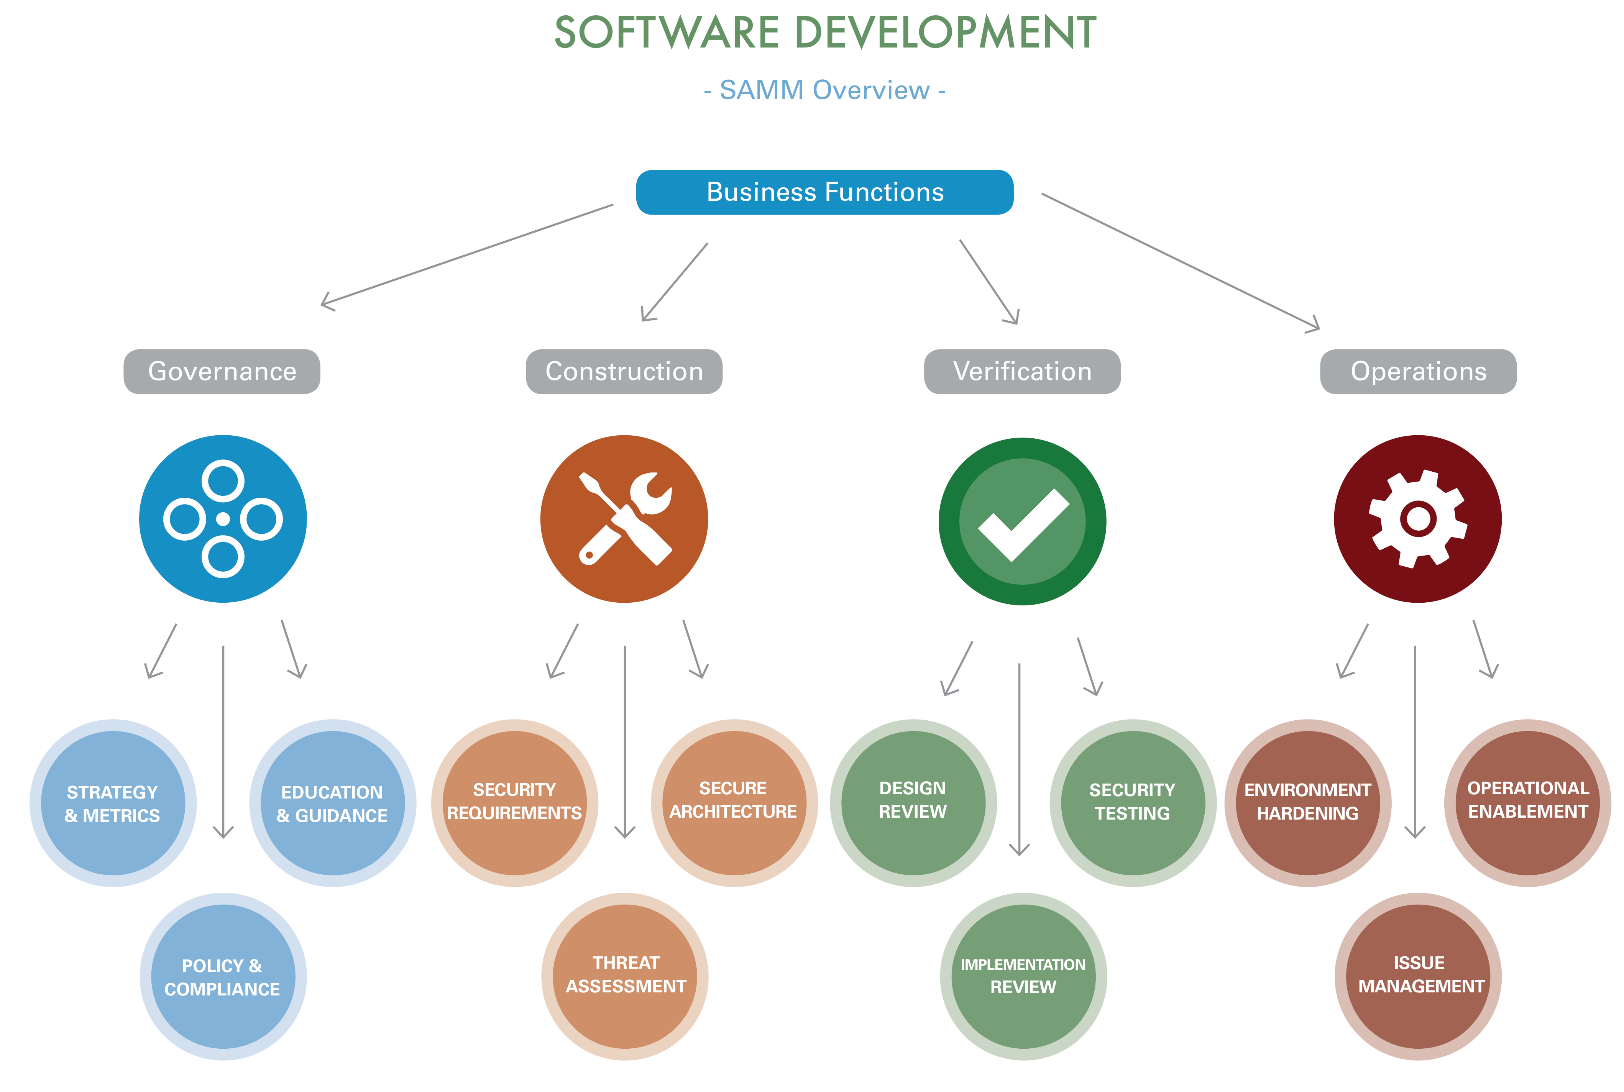 SOFTWARE DEVELOPMENT
- SAMM Overview -
Business Functions
Governance
Construction
Verification
Operations
STRATEGY
& METRICS
EDUCATION
& GUIDANCE
POLICY &
COMPLIANCE
SECURITY
REQUIREMENTS
SECURE
ARCHITECTURE
THREAT
ASSESSMENT
DESIGN
REVIEW
SECURITY
TESTING
IMPLEMENTATION
REVIEW
ENVIRONMENT
HARDENING
OPERATIONAL
ENABLEMENT
ISSUE
MANAGEMENT